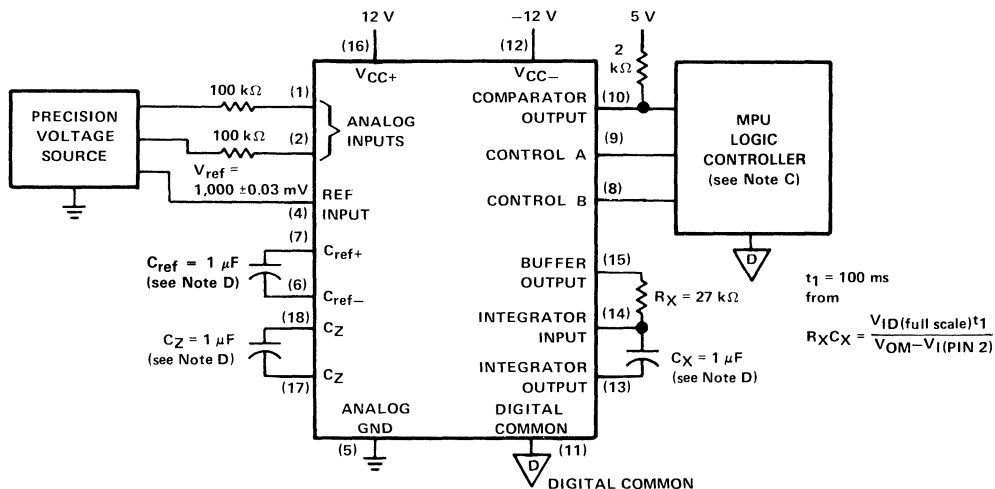 12 V
−12 V
5 V
(16)
(12)
2
kΩ
VCC+
VCC−
PRECISION
VOLTAGE
SOURCE
100 kΩ
(1)
100 kΩ
(2)
ANALOG
INPUTS
Vref =
1,000 ±0.03 mV
REF
INPUT
(4)
(7)
Cref+
Cref = 1 μF
(see Note D)
(6)
Cref−
(18)
CZ
CZ = 1 μF
(see Note D)
CZ
(17)
ANALOG
GND
(5)
COMPARATOR
OUTPUT
(10)
(9)
CONTROL A
(8)
CONTROL B
MPU
LOGIC
CONTROLLER
(see Note C)
D
BUFFER
OUTPUT
(15)
RX = 27 kΩ
INTEGRATOR
INPUT
(14)
INTEGRATOR
OUTPUT
(13)
CX = 1 μF
(see Note D)
DIGITAL
COMMON
(11)
D
DIGITAL COMMON
t1 = 100 ms
from
RXCX = VID(full scale)t1
VOM−VI(PIN 2)